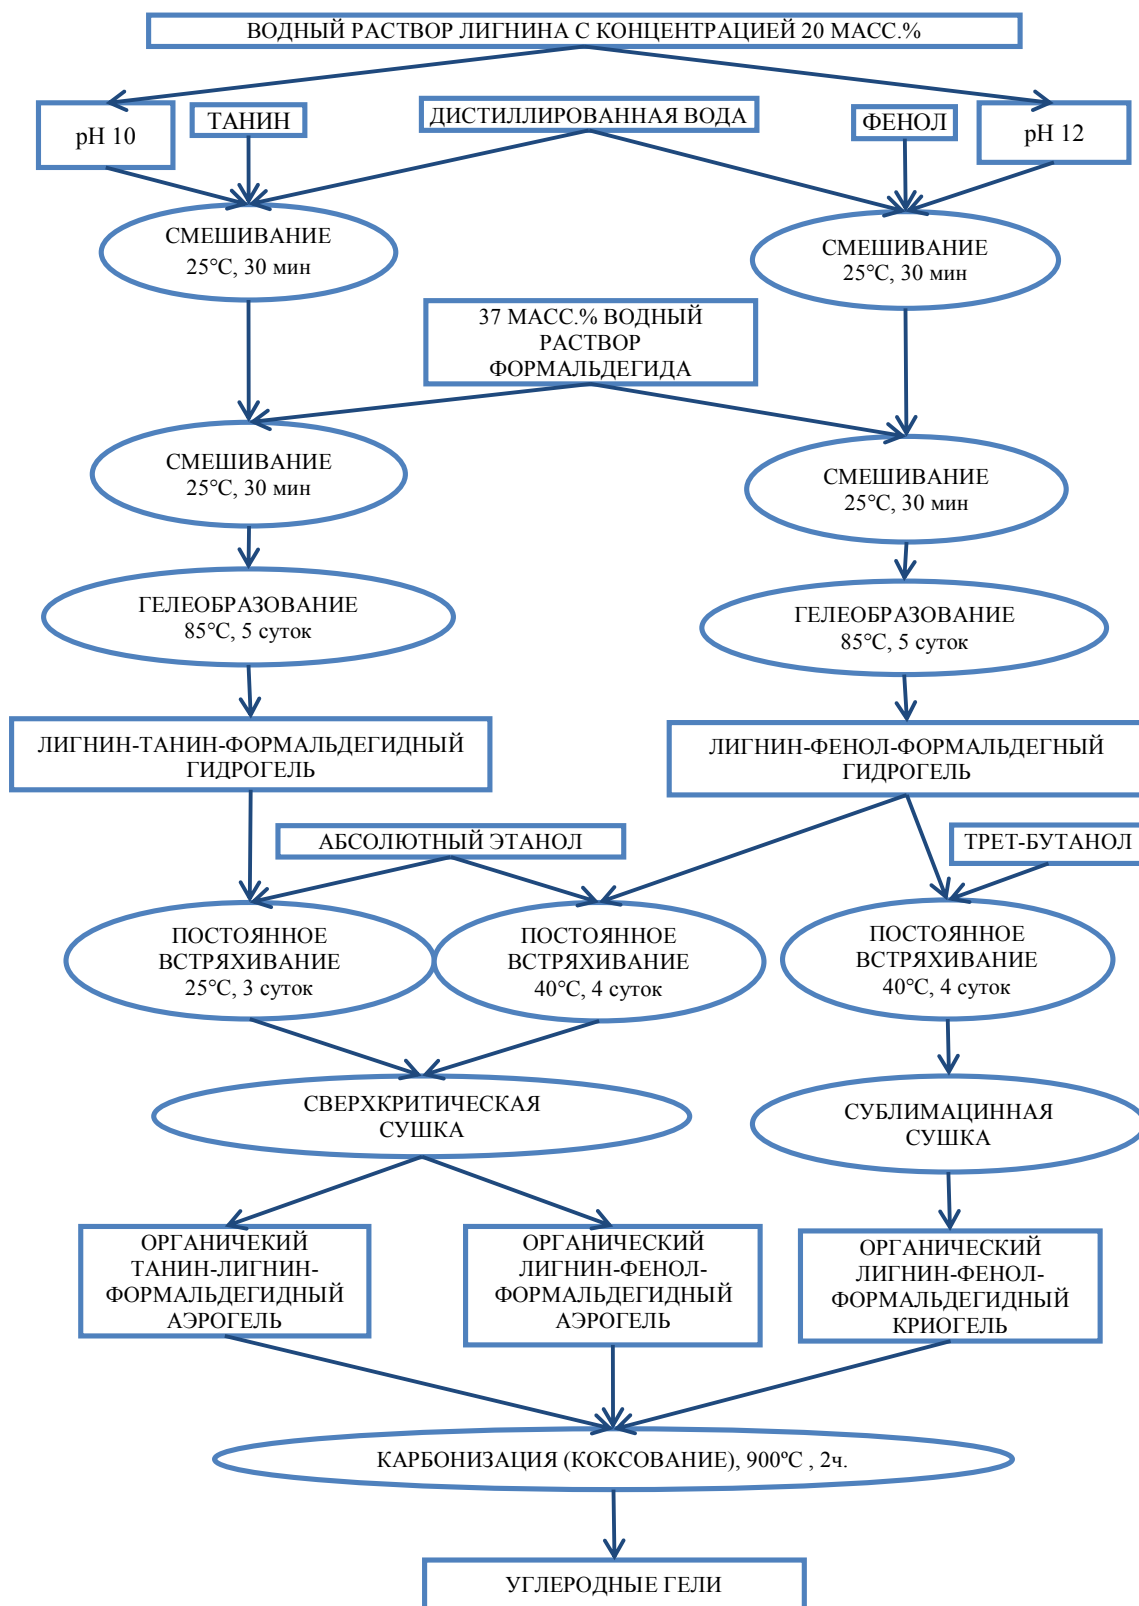 ВОДНЫЙ РАСТВОР ЛИГНИНА С КОНЦЕНТРАЦИЕЙ 20 МАСС.%
pH 10
ТАНИН
ДИСТИЛЛИРОВАННАЯ ВОДА
ФЕНОЛ
pH 12
СМЕШИВАНИЕ
25°C, 30 мин
СМЕШИВАНИЕ
25°C, 30 мин
37 МАСС.% ВОДНЫЙ
РАСТВОР
ФОРМАЛЬДЕГИДА
СМЕШИВАНИЕ
25°C, 30 мин
СМЕШИВАНИЕ
25°C, 30 мин
ГЕЛЕОБРАЗОВАНИЕ
85°C, 5 суток
ГЕЛЕОБРАЗОВАНИЕ
85°C, 5 суток
ЛИГНИН-ТАНИН-ФОРМАЛЬДЕГИДНЫЙ
ГИДРОГЕЛЬ
ЛИГНИН-ФЕНОЛ-ФОРМАЛЬДЕГНЫЙ
ГИДРОГЕЛЬ
АБСОЛЮТНЫЙ ЭТАНОЛ
ТРЕТ-БУТАНОЛ
ПОСТОЯННОЕ
ВСТРЯХИВАНИЕ
25°C, 3 суток
ПОСТОЯННОЕ
ВСТРЯХИВАНИЕ
40°C, 4 суток
ПОСТОЯННОЕ
ВСТРЯХИВАНИЕ
40°C, 4 суток
СВЕРХКРИТИЧЕСКАЯ
СУШКА
СУБЛИМАЦИННАЯ
СУШКА
ОРГАНИЧЕКИЙ
ТАНИН-ЛИГНИН-
ФОРМАЛЬДЕГИДНЫЙ
АЭРОГЕЛЬ
ОРГАНИЧЕСКИЙ
ЛИГНИН-ФЕНОЛ-
ФОРМАЛЬДЕГИДНЫЙ
АЭРОГЕЛЬ
ОРГАНИЧЕСКИЙ
ЛИГНИН-ФЕНОЛ-
ФОРМАЛЬДЕГИДНЫЙ
КРИОГЕЛЬ
КАРБОНИЗАЦИЯ (КОКСОВАНИЕ), 900ºC , 2ч.
УГЛЕРОДНЫЕ ГЕЛИ